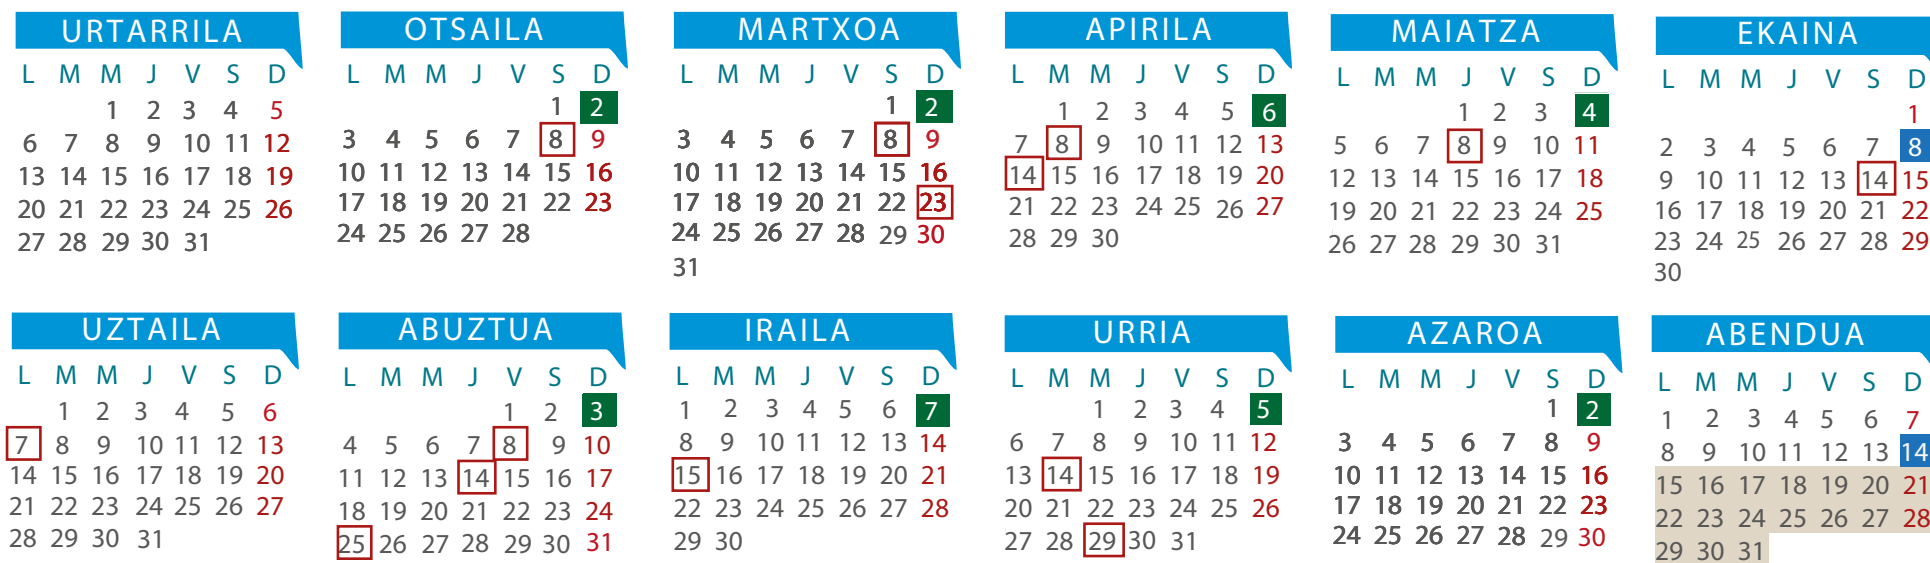 URTARRILA
L M M J V S D
1 2 3 4 5
6 7 8 9 10 11 12
13 14 15 16 17 18 19
20 21 22 23 24 25 26
27 28 29 30 31
OTSAILA
L M M J V S D
1 2
3 4 5 6 7 8 9
10 11 12 13 14 15 16
17 18 19 20 21 22 23
24 25 26 27 28
MARTXOA
L M M J V S D
1 2
3 4 5 6 7 8 9
10 11 12 13 14 15 16
17 18 19 20 21 22 23
24 25 26 27 28 29 30
31
APIRILA
L M M J V S D
1 2 3 4 5 6
7 8 9 10 11 12 13
14 15 16 17 18 19 20
21 22 23 24 25 26 27
28 29 30
MAIATZA
L M M J V S D
1 2 3 4
5 6 7 8 9 10 11
12 13 14 15 16 17 18
19 20 21 22 23 24 25
26 27 28 29 30 31
EKAINA
L M M J V S D
1
2 3 4 5 6 7 8
9 10 11 12 13 14 15
16 17 18 19 20 21 22
23 24 25 26 27 28 29
30
UZTAILA
L M M J V S D
1 2 3 4 5 6
7 8 9 10 11 12 13
14 15 16 17 18 19 20
21 22 23 24 25 26 27
28 29 30 31
ABUZTUA
L M M J V S D
1 2 3
4 5 6 7 8 9 10
11 12 13 14 15 16 17
18 19 20 21 22 23 24
25 26 27 28 29 30 31
IRAILA
L M M J V S D
1 2 3 4 5 6 7
8 9 10 11 12 13 14
15 16 17 18 19 20 21
22 23 24 25 26 27 28
29 30
URRIA
L M M J V S D
1 2 3 4 5
6 7 8 9 10 11 12
13 14 15 16 17 18 19
20 21 22 23 24 25 26
27 28 29 30 31
AZAROA
L M M J V S D
1 2
3 4 5 6 7 8 9
10 11 12 13 14 15 16
17 18 19 20 21 22 23
24 25 26 27 28 29 30
ABENDUA
L M M J V S D
1 2 3 4 5 6 7
8 9 10 11 12 13 14
15 16 17 18 19 20 21
22 23 24 25 26 27 28
29 30 31